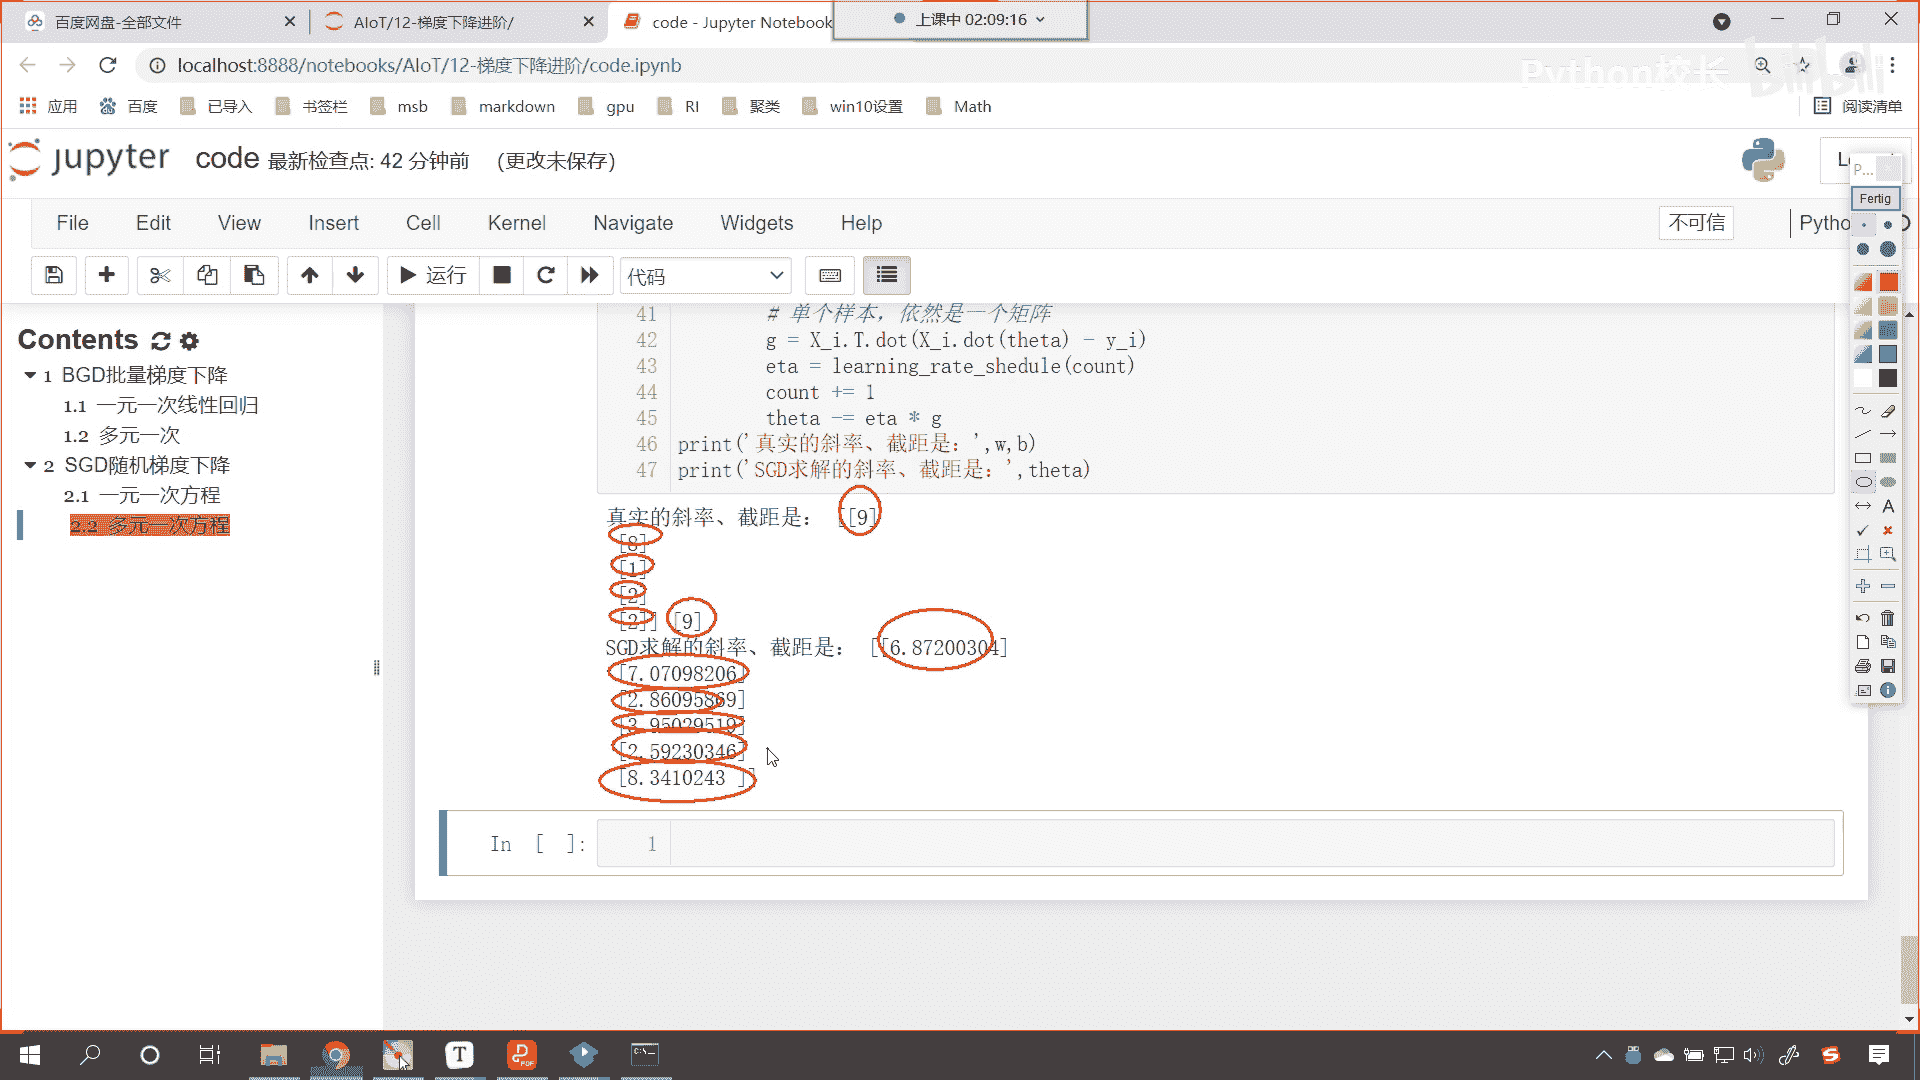 百度网盘-全部文件
AIoT/12-梯度下降进阶/
code - Jupyter Notebook
上课中 02:09:16
localhost:8888/notebooks/AIoT/12-梯度下降进阶/code.ipynb
Python校长
bilibili
应用 百度 已导入 书签栏 msb markdown gpu RI 聚类 win10设置 Math 阅读清单
jupyter code 最新检查点: 42 分钟前 (更改未保存)
P...
Fertig
File Edit View Insert Cell Kernel Navigate Widgets Help 不可信 Pytho
运行 代码
Contents
1 BGD批量梯度下降
1.1 一元一次线性回归
1.2 多元一次
2 SGD随机梯度下降
2.1 一元一次方程
2.2 多元一次方程
41 # 单个样本，依然是一个矩阵
42 g = X_i.T.dot(X_i.dot(theta) - y_i)
43 eta = learning_rate_shedule(count)
44 count += 1
45 theta -= eta * g
46 print('真实的斜率、截距是：',w,b)
47 print('SGD求解的斜率、截距是：',theta)
真实的斜率、截距是： [[9]
[8]
[1]
[2]
[2]] [9]
SGD求解的斜率、截距是： [[6.87200304]
[7.07098206]
[2.86095869]
[3.95029519]
[2.59230346]
[8.3410243 ]]
In [ ]: 1